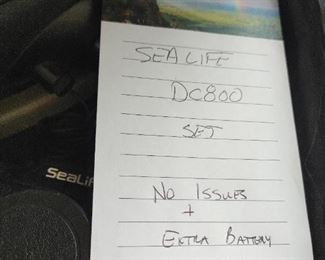 SEALIFE
DC800
SET
SeaLif
No Issues
+
Extra Battery